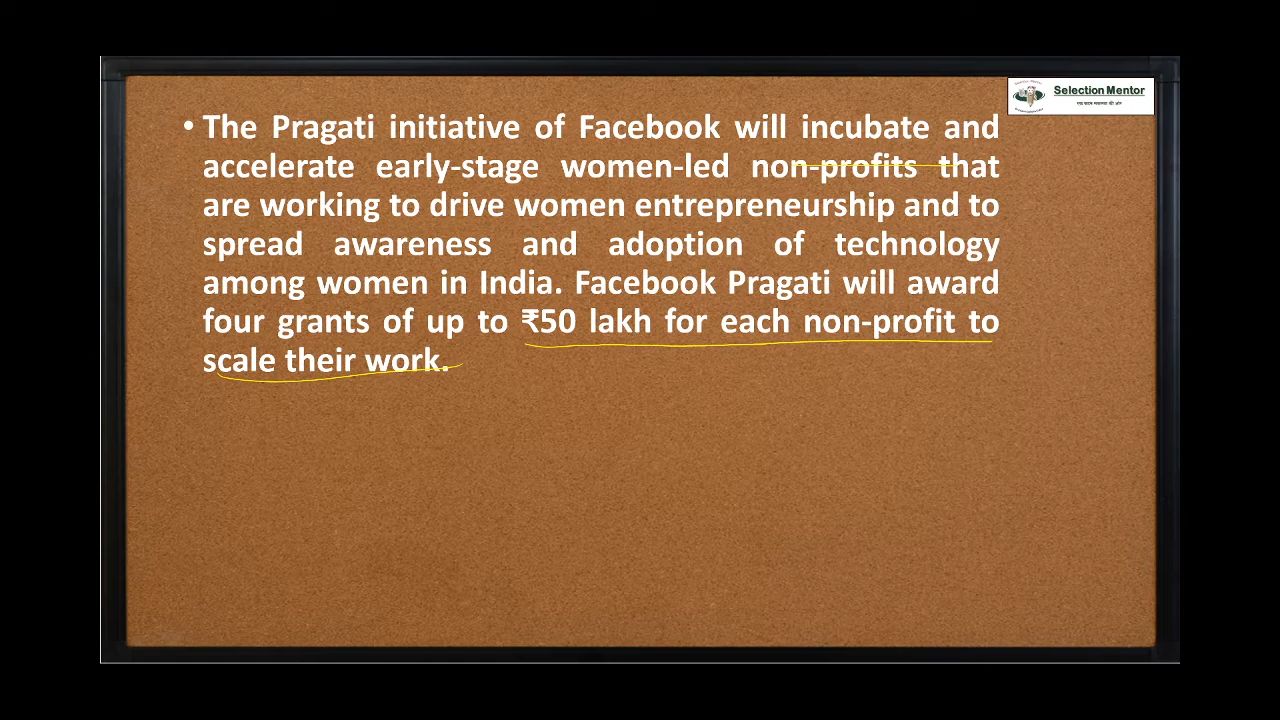 Selection Mentor
• The Pragati initiative of Facebook will incubate and
accelerate early-stage women-led non-profits that
are working to drive women entrepreneurship and to
spread awareness and adoption of technology
among women in India. Facebook Pragati will award
four grants of up to ₹50 lakh for each non-profit to
scale their work.